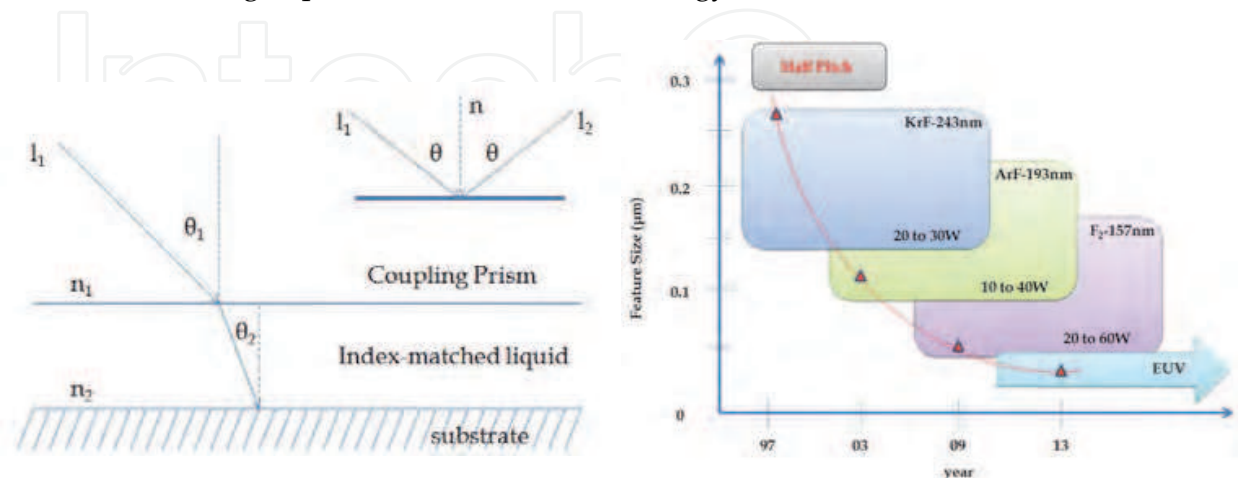 n
l₁
l₂
θ
θ
l₁
θ₁
Coupling Prism
n₁
θ₂
Index-matched liquid
n₂
substrate
Half Pitch
0.3
KrF-243nm
ArF-193nm
0.2
F₂-157nm
20 to 30W
Feature Size (μm)
0.1
10 to 40W
20 to 60W
EUV
0
97
03
09
13
year